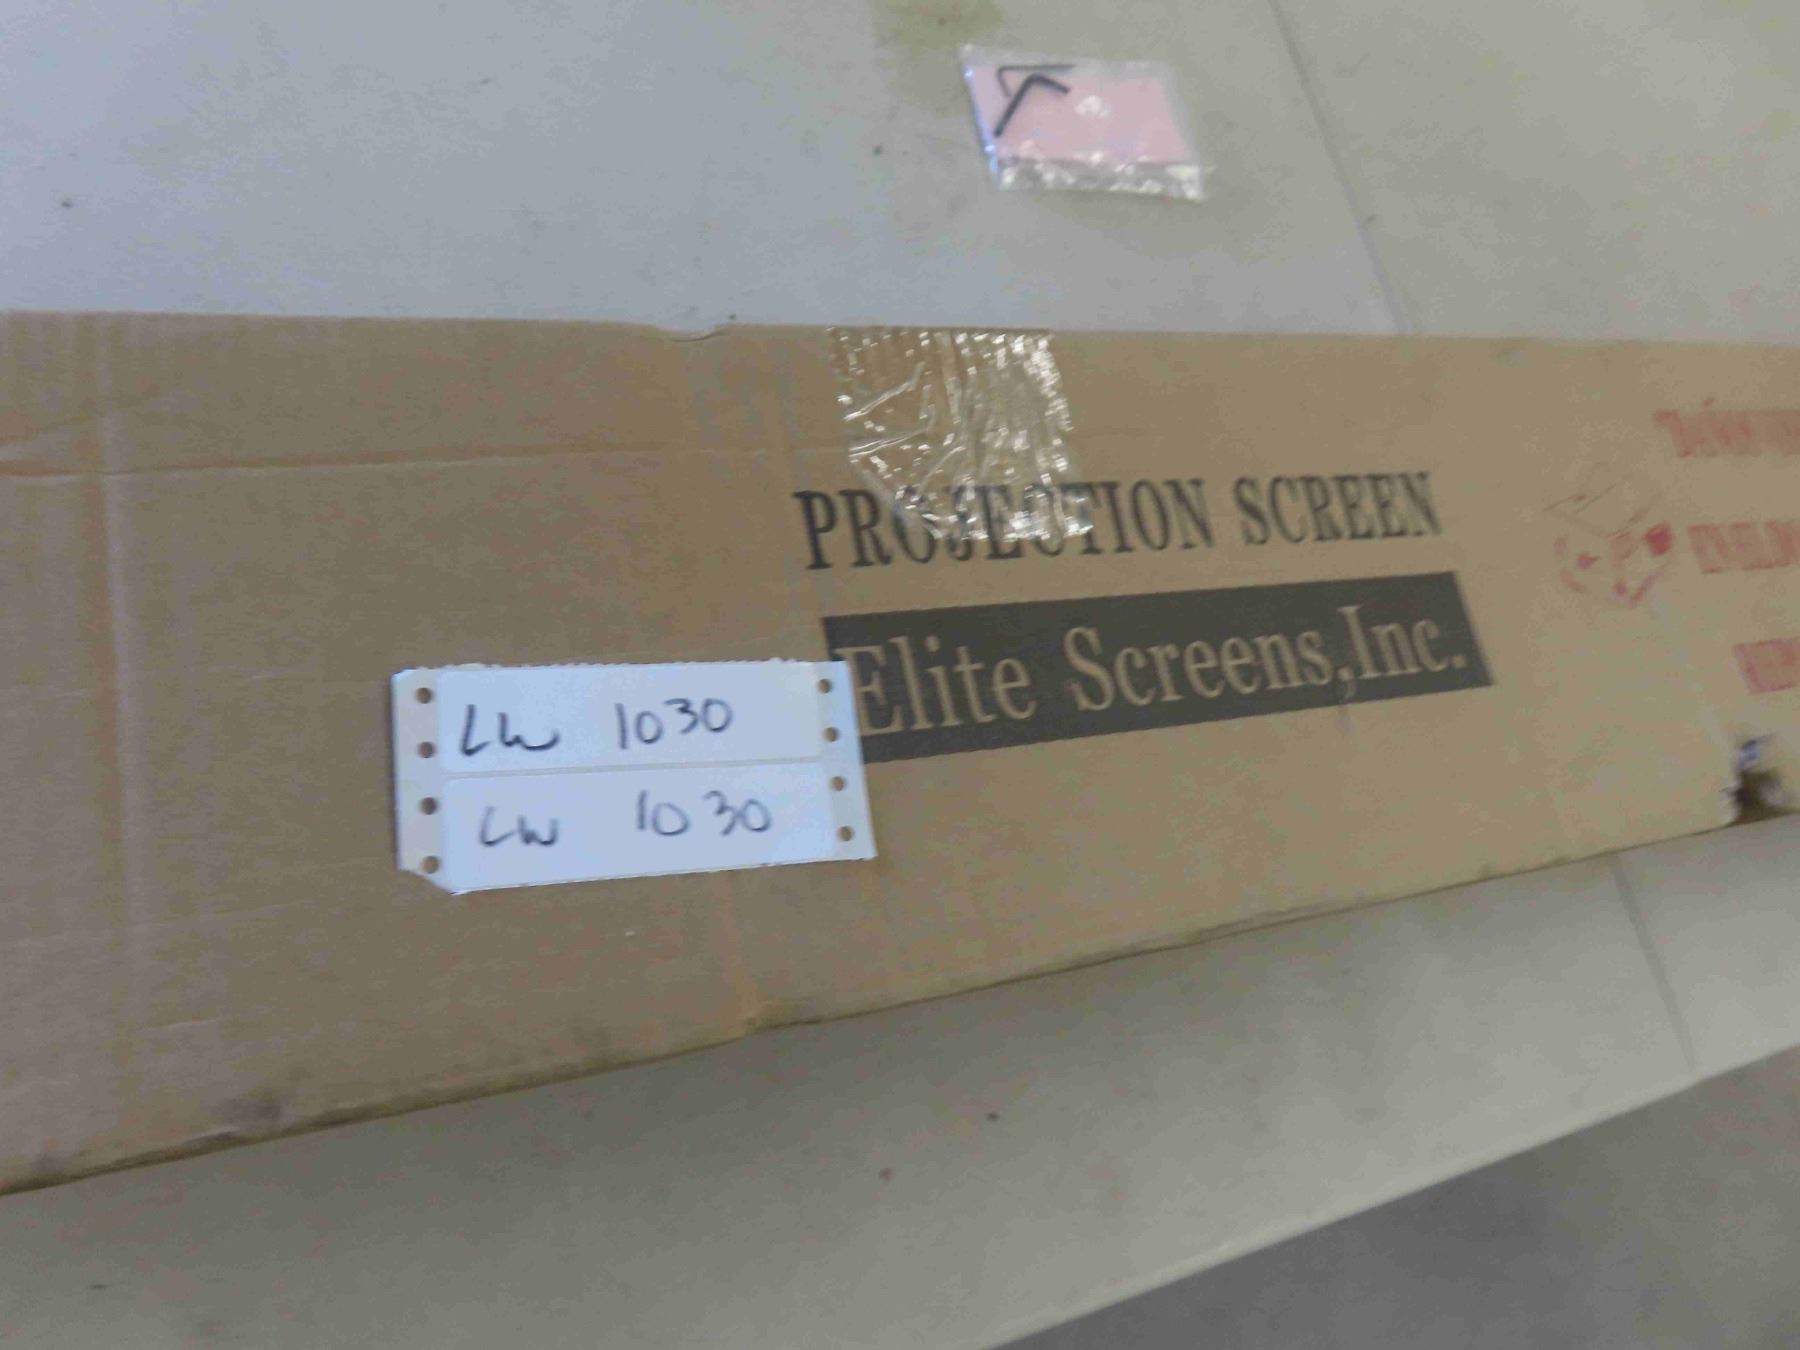 PROJECTION SCREEN
Elite Screens, Inc.
LW 1030
LW 1030